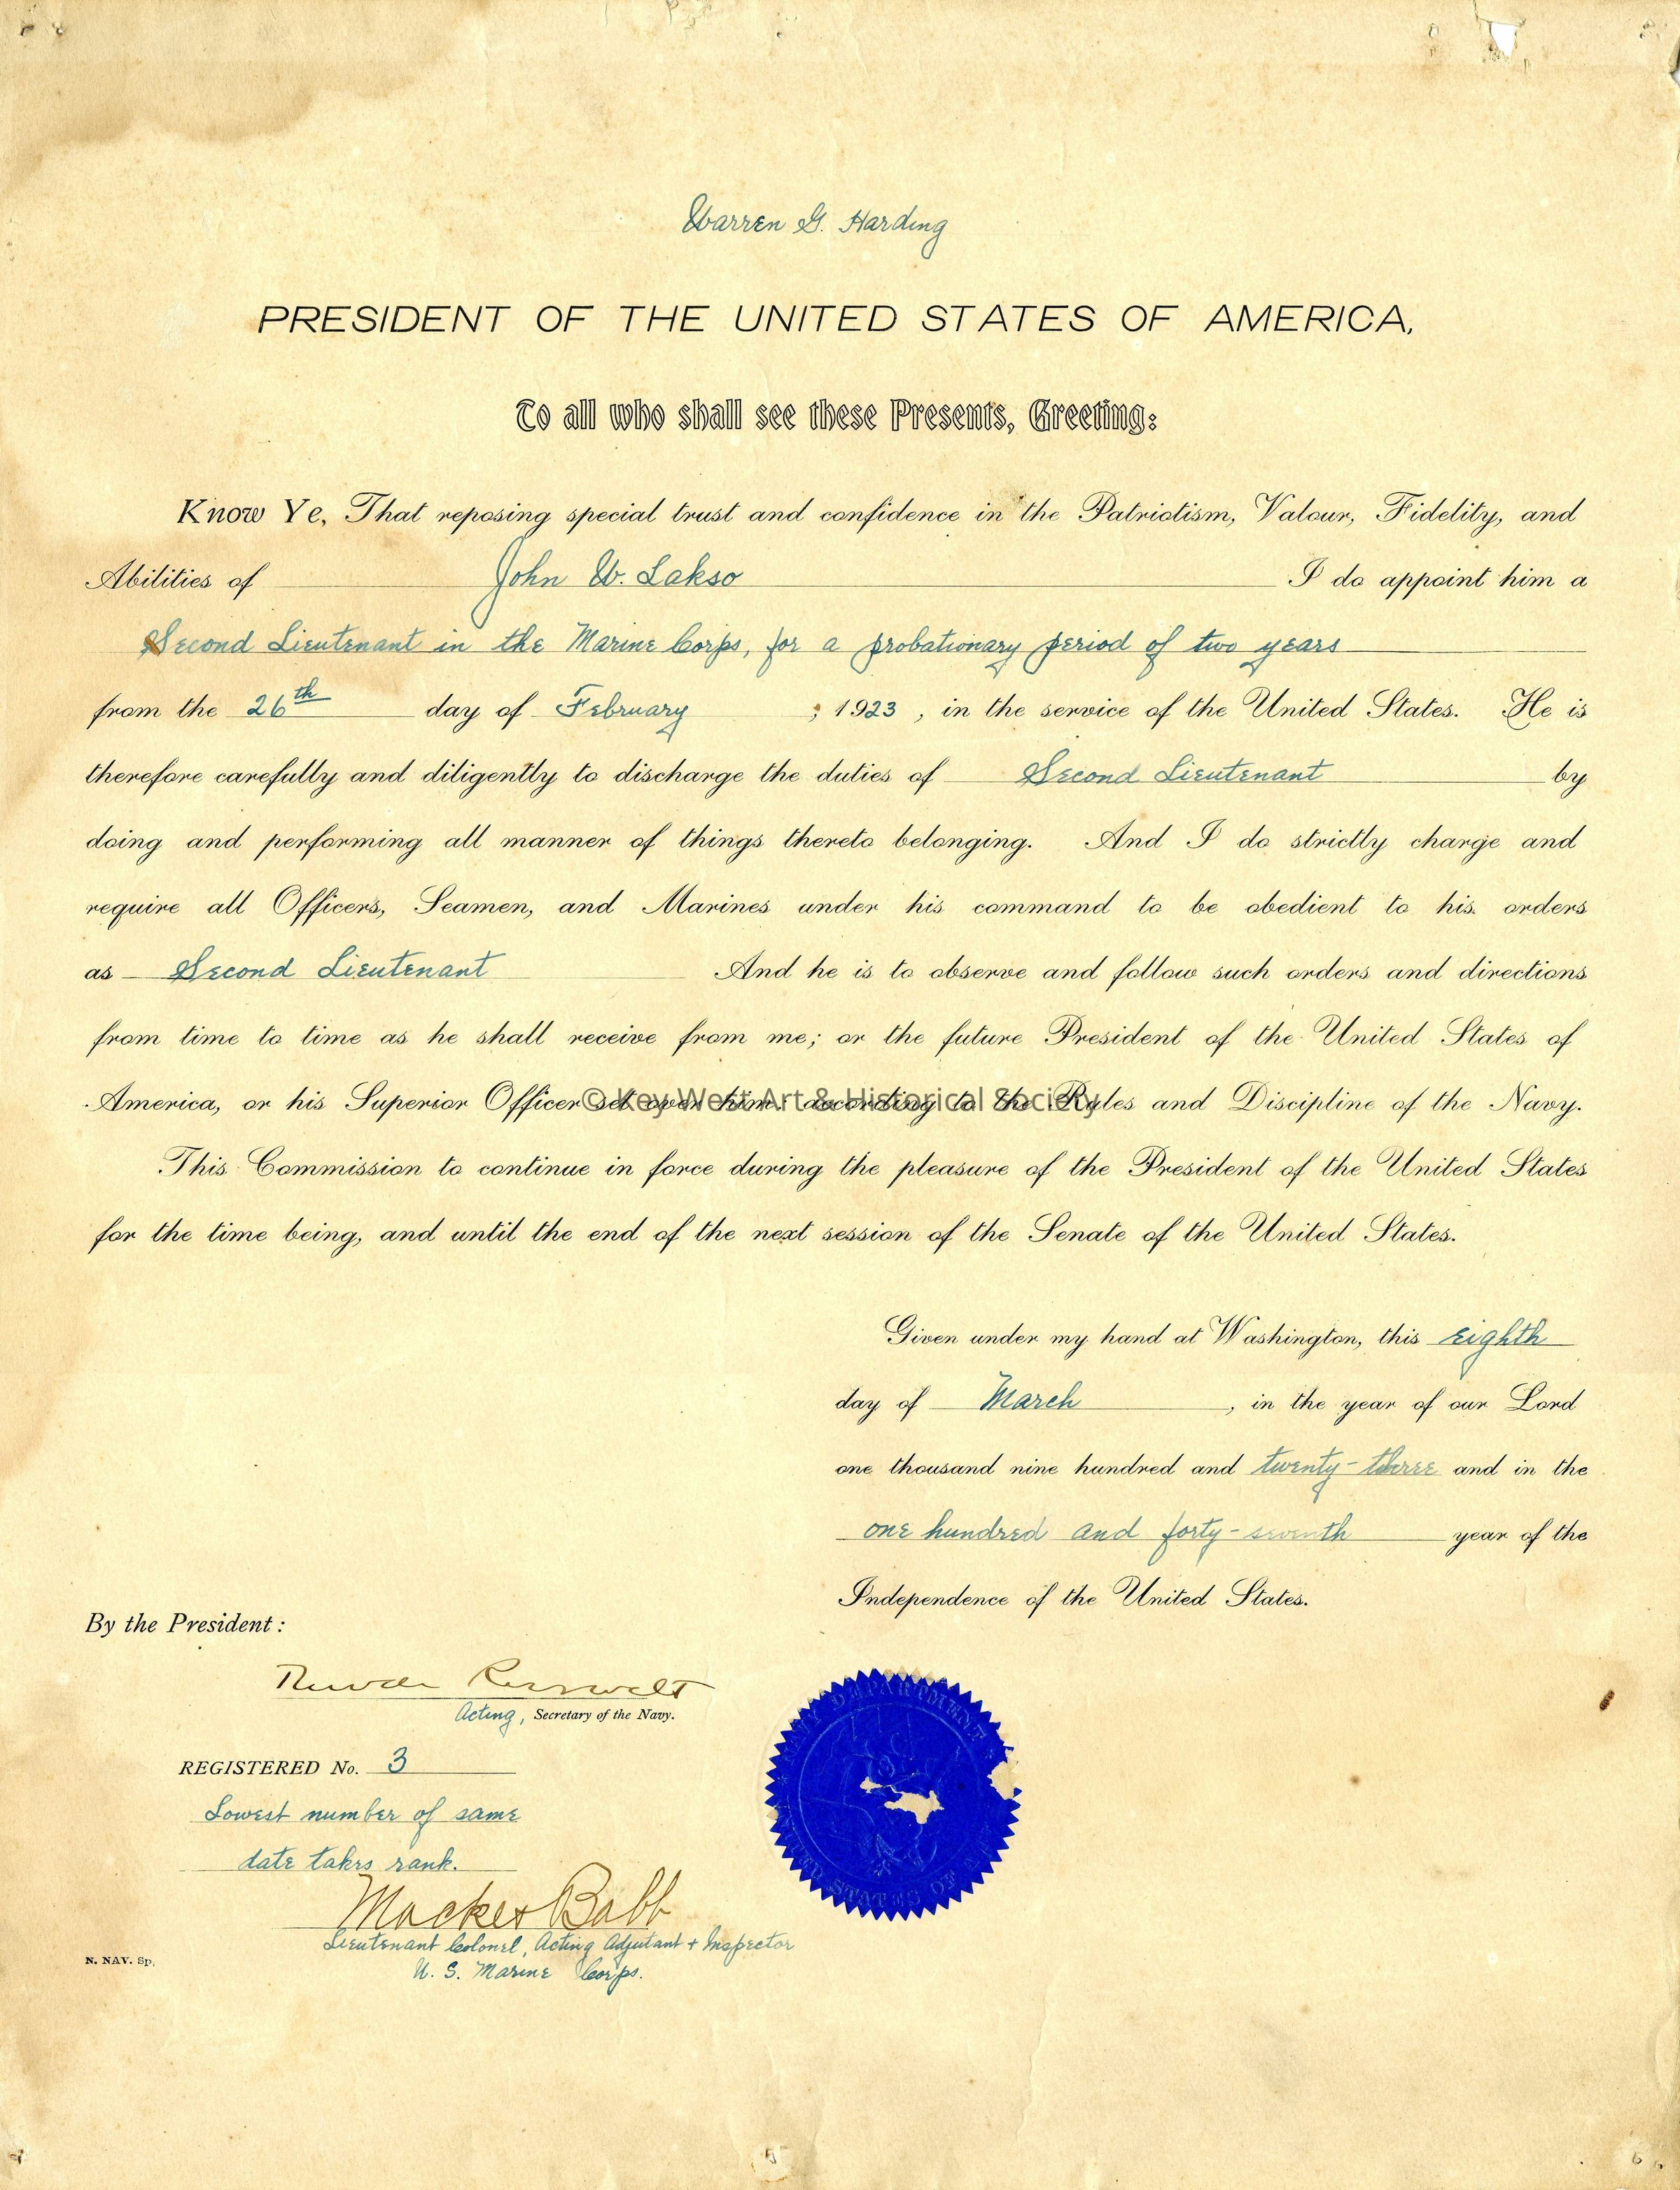 Warren G. Harding
PRESIDENT OF THE UNITED STATES OF AMERICA,
To all who shall see these Presents, Greeting:
Know Ye, That reposing special trust and confidence in the Patriotism, Valour, Fidelity, and
Abilities of John W. Lakso I do appoint him a
Second Lieutenant in the Marine Corps, for a probationary period of two years
from the 26th day of February ; 1923 , in the service of the United States. He is
therefore carefully and diligently to discharge the duties of Second Lieutenant by
doing and performing all manner of things thereto belonging. And I do strictly charge and
require all Officers, Seamen, and Marines under his command to be obedient to his orders
as Second Lieutenant And he is to observe and follow such orders and directions
from time to time as he shall receive from me; or the future President of the United States of
America, or his Superior Officer set over him, according to the Rules and Discipline of the Navy.
© Key West Art & Historical Society
This Commission to continue in force during the pleasure of the President of the United States
for the time being, and until the end of the next session of the Senate of the United States.
Given under my hand at Washington, this eighth
day of March , in the year of our Lord
one thousand nine hundred and twenty-three and in the
one hundred and forty-seventh year of the
Independence of the United States.
By the President:
Theodore Roosevelt
Acting, Secretary of the Navy.
REGISTERED No. 3
Lowest number of same
date takes rank.
Macker Babb
Lieutenant Colonel, Acting Adjutant + Inspector
U. S. Marine Corps.
N. NAV. Sp.
DEPARTMENT
STATES OF